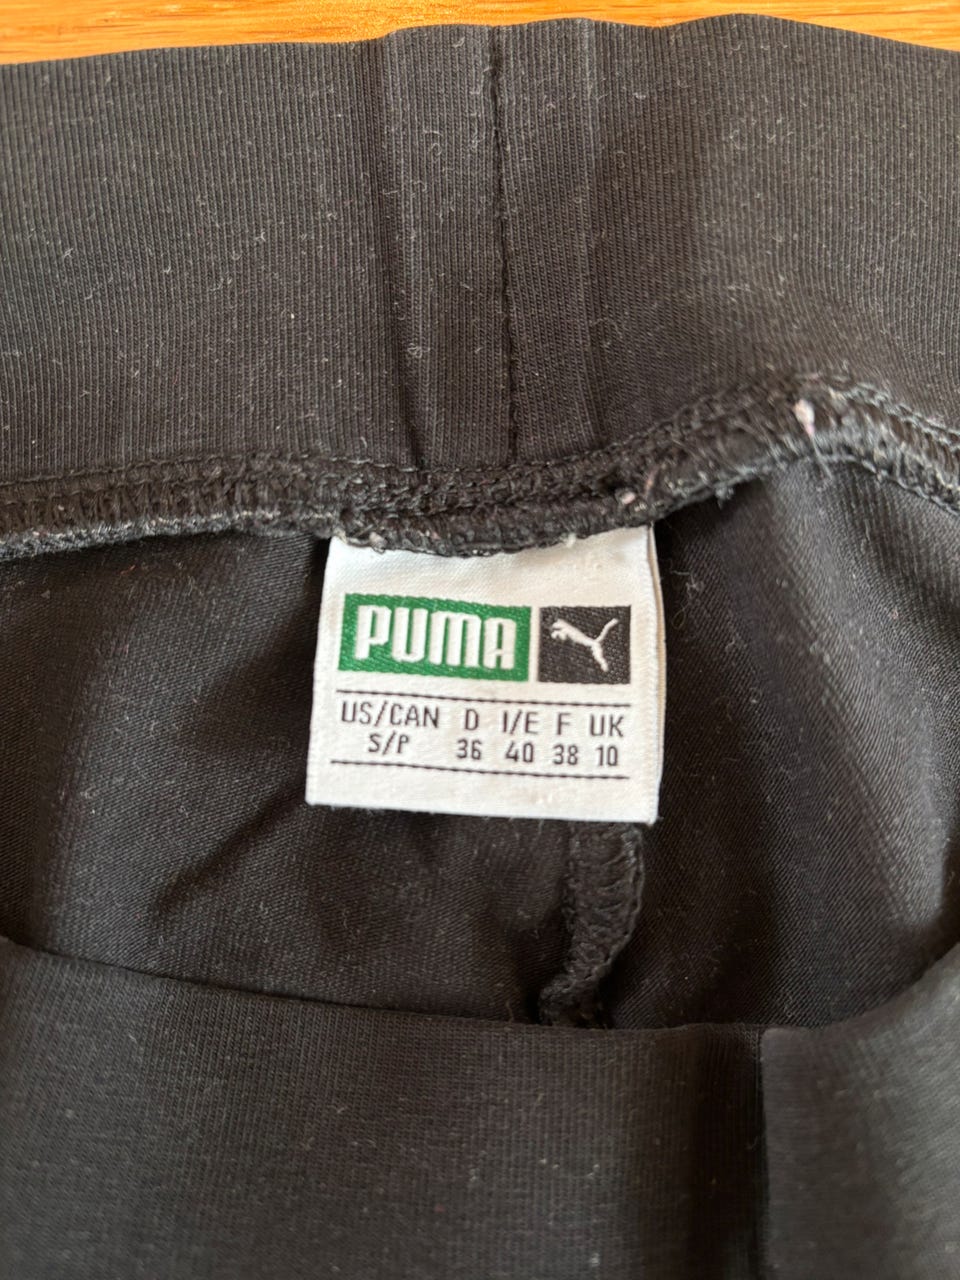 PUMA
US/CAN D I/E F UK
S/P 36 40 38 10